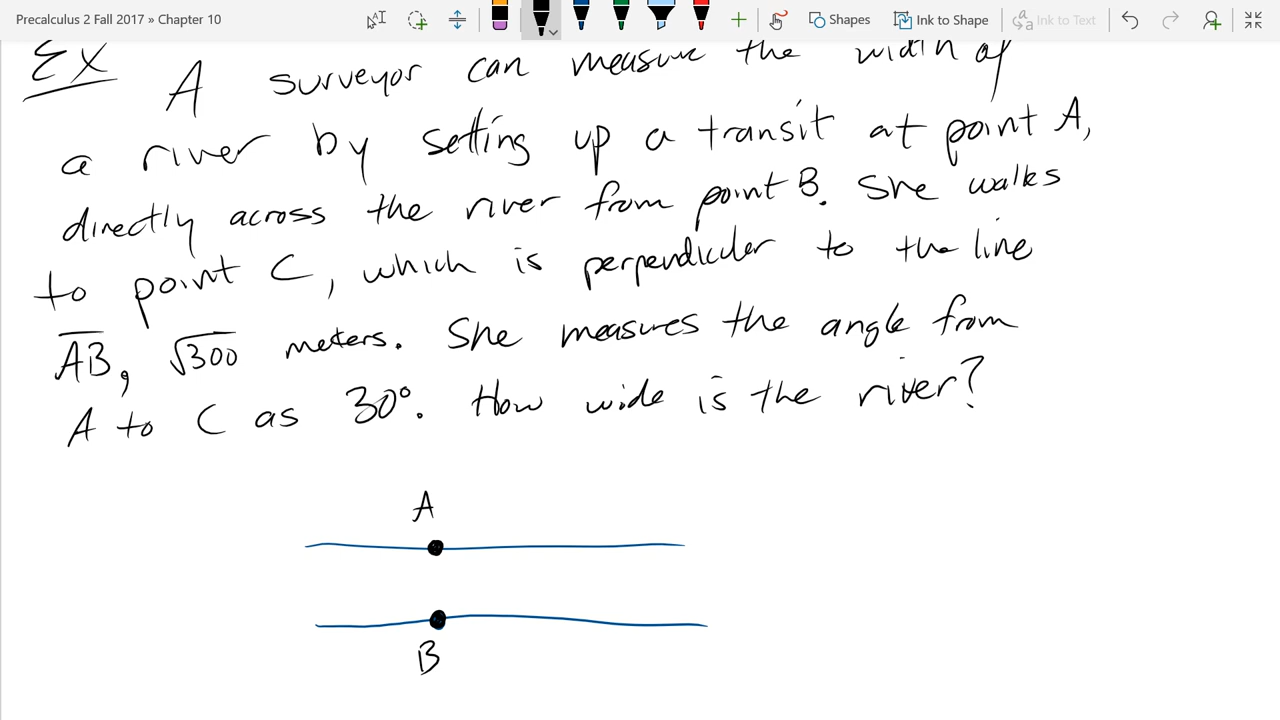 Precalculus 2 Fall 2017 » Chapter 10
Shapes
Ink to Shape
Ink to Text
Ex A surveyor can measure the width of
a river by setting up a transit at point A,
directly across the river from point B. She walks
to point C, which is perpendicular to the line
A̅B̅, √300 meters. She measures the angle from
A to C as 30°. How wide is the river?
A
B